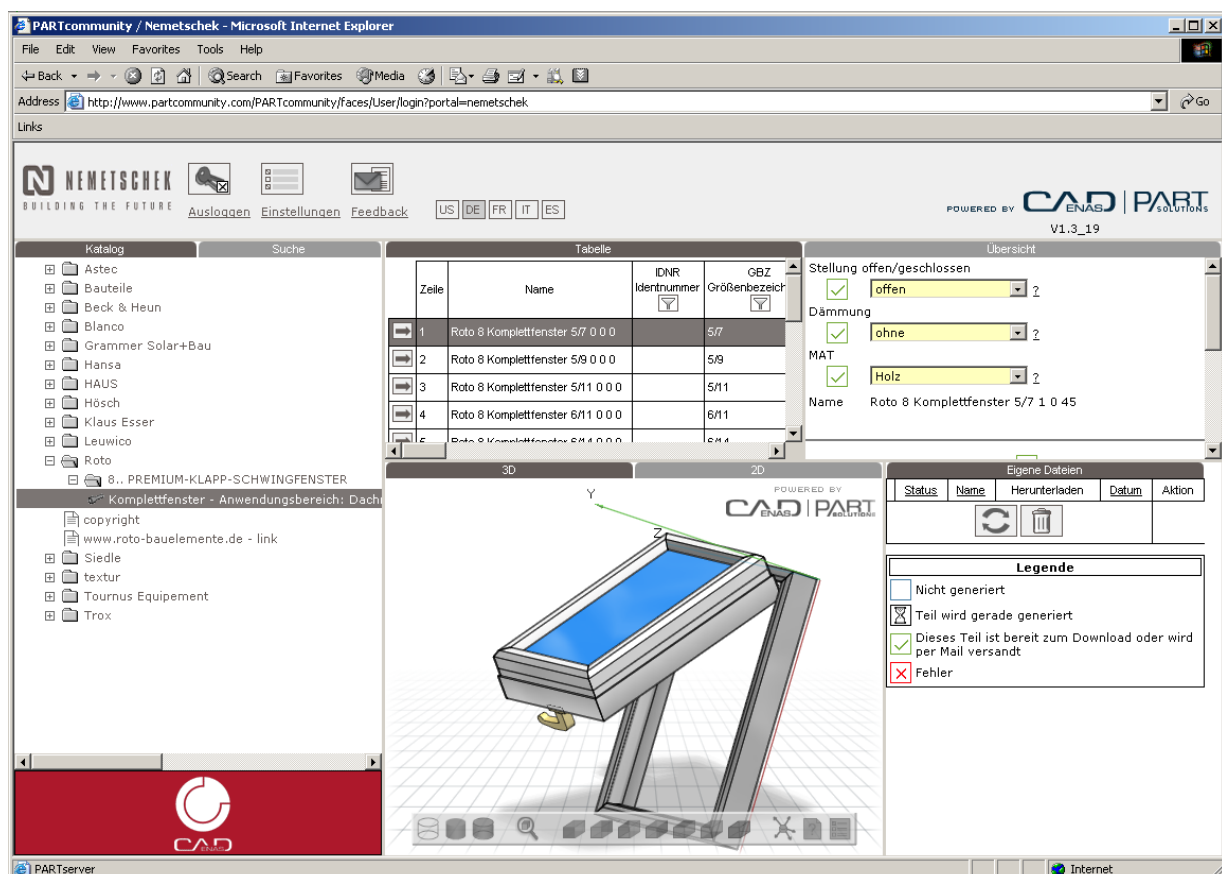 PARTcommunity / Nemetschek - Microsoft Internet Explorer
File Edit View Favorites Tools Help
Back Search Favorites Media
Address http://www.partcommunity.com/PARTcommunity/faces/User/login?portal=nemetschek Go
Links
NEMETSCHEK
BUILDING THE FUTURE
Ausloggen Einstellungen Feedback
US DE FR IT ES
POWERED BY CADENAS | PARTSOLUTIONS
V1.3_19
Katalog Suche
Astec
Bauteile
Beck & Heun
Blanco
Grammer Solar+Bau
Hansa
HAUS
Hösch
Klaus Esser
Leuwico
Roto
8.. PREMIUM-KLAPP-SCHWINGFENSTER
Komplettfenster - Anwendungsbereich:
copyright
www.roto-bauelemente.de - link
Siedle
textur
Tournus Equipement
Trox
CADENAS
Tabelle
Zeile Name IDNR Identnummer GBZ Größenbezeich
1 Roto 8 Komplettfenster 5/7 0 0 0 5/7
2 Roto 8 Komplettfenster 5/9 0 0 0 5/9
3 Roto 8 Komplettfenster 5/11 0 0 0 5/11
4 Roto 8 Komplettfenster 6/11 0 0 0 6/11
Übersicht
Stellung offen/geschlossen
offen ?
Dämmung
ohne ?
MAT
Holz ?
Name Roto 8 Komplettfenster 5/7 1 0 45
3D 2D
POWERED BY
CADENAS | PARTSOLUTIONS
Y
Z
Eigene Dateien
Status Name Herunterladen Datum Aktion
Legende
Nicht generiert
Teil wird gerade generiert
Dieses Teil ist bereit zum Download oder wird
per Mail versandt
Fehler
PARTserver Internet